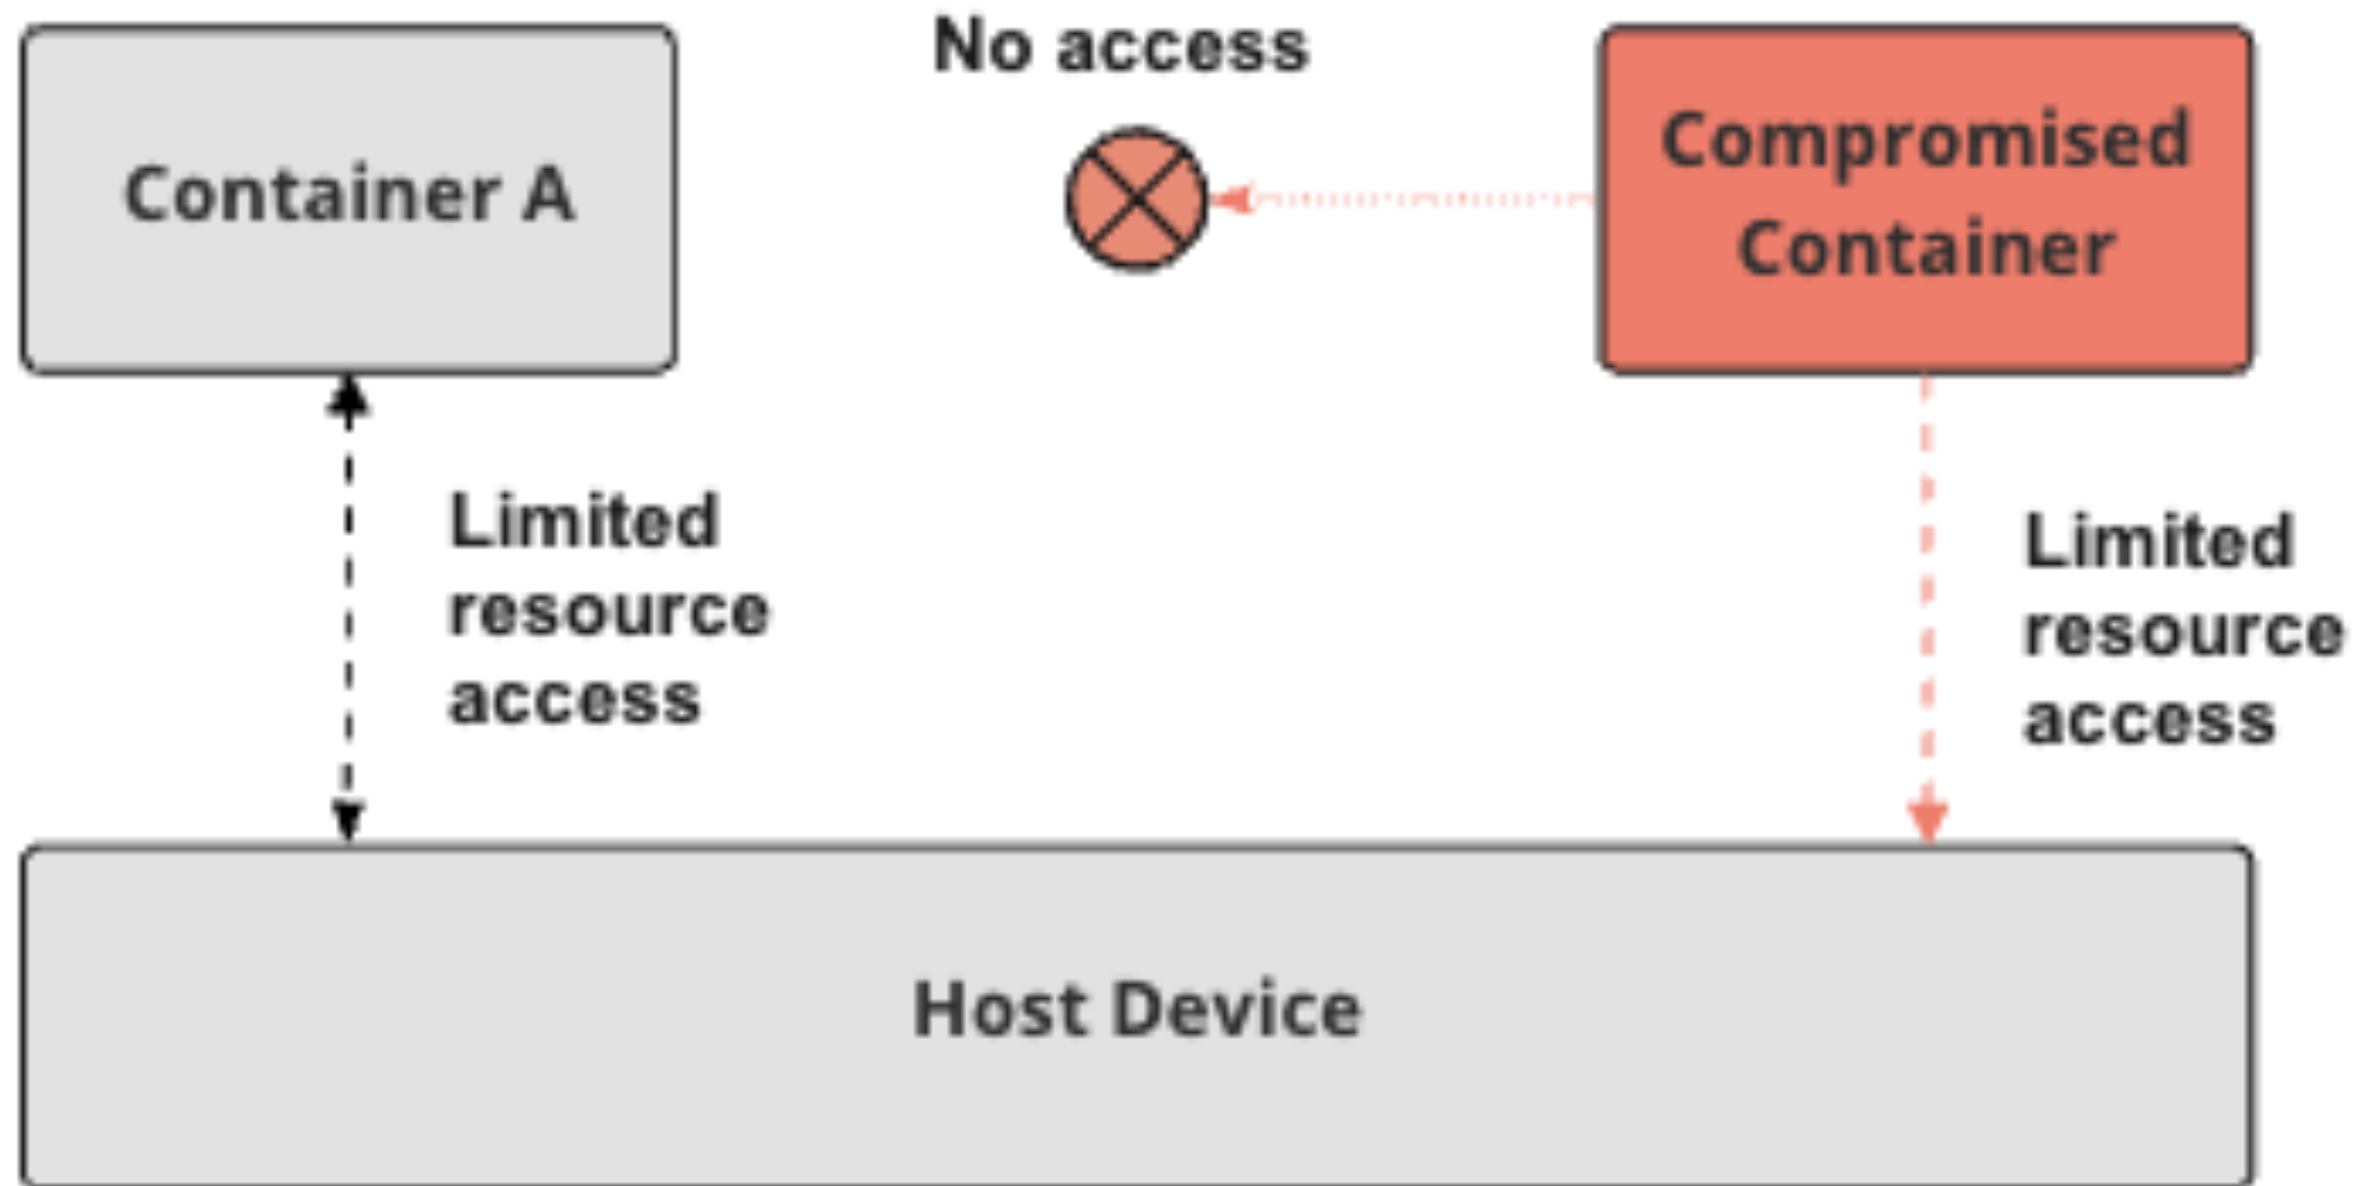 No access
Container A
Compromised
Container
Limited
resource
access
Limited
resource
access
Host Device